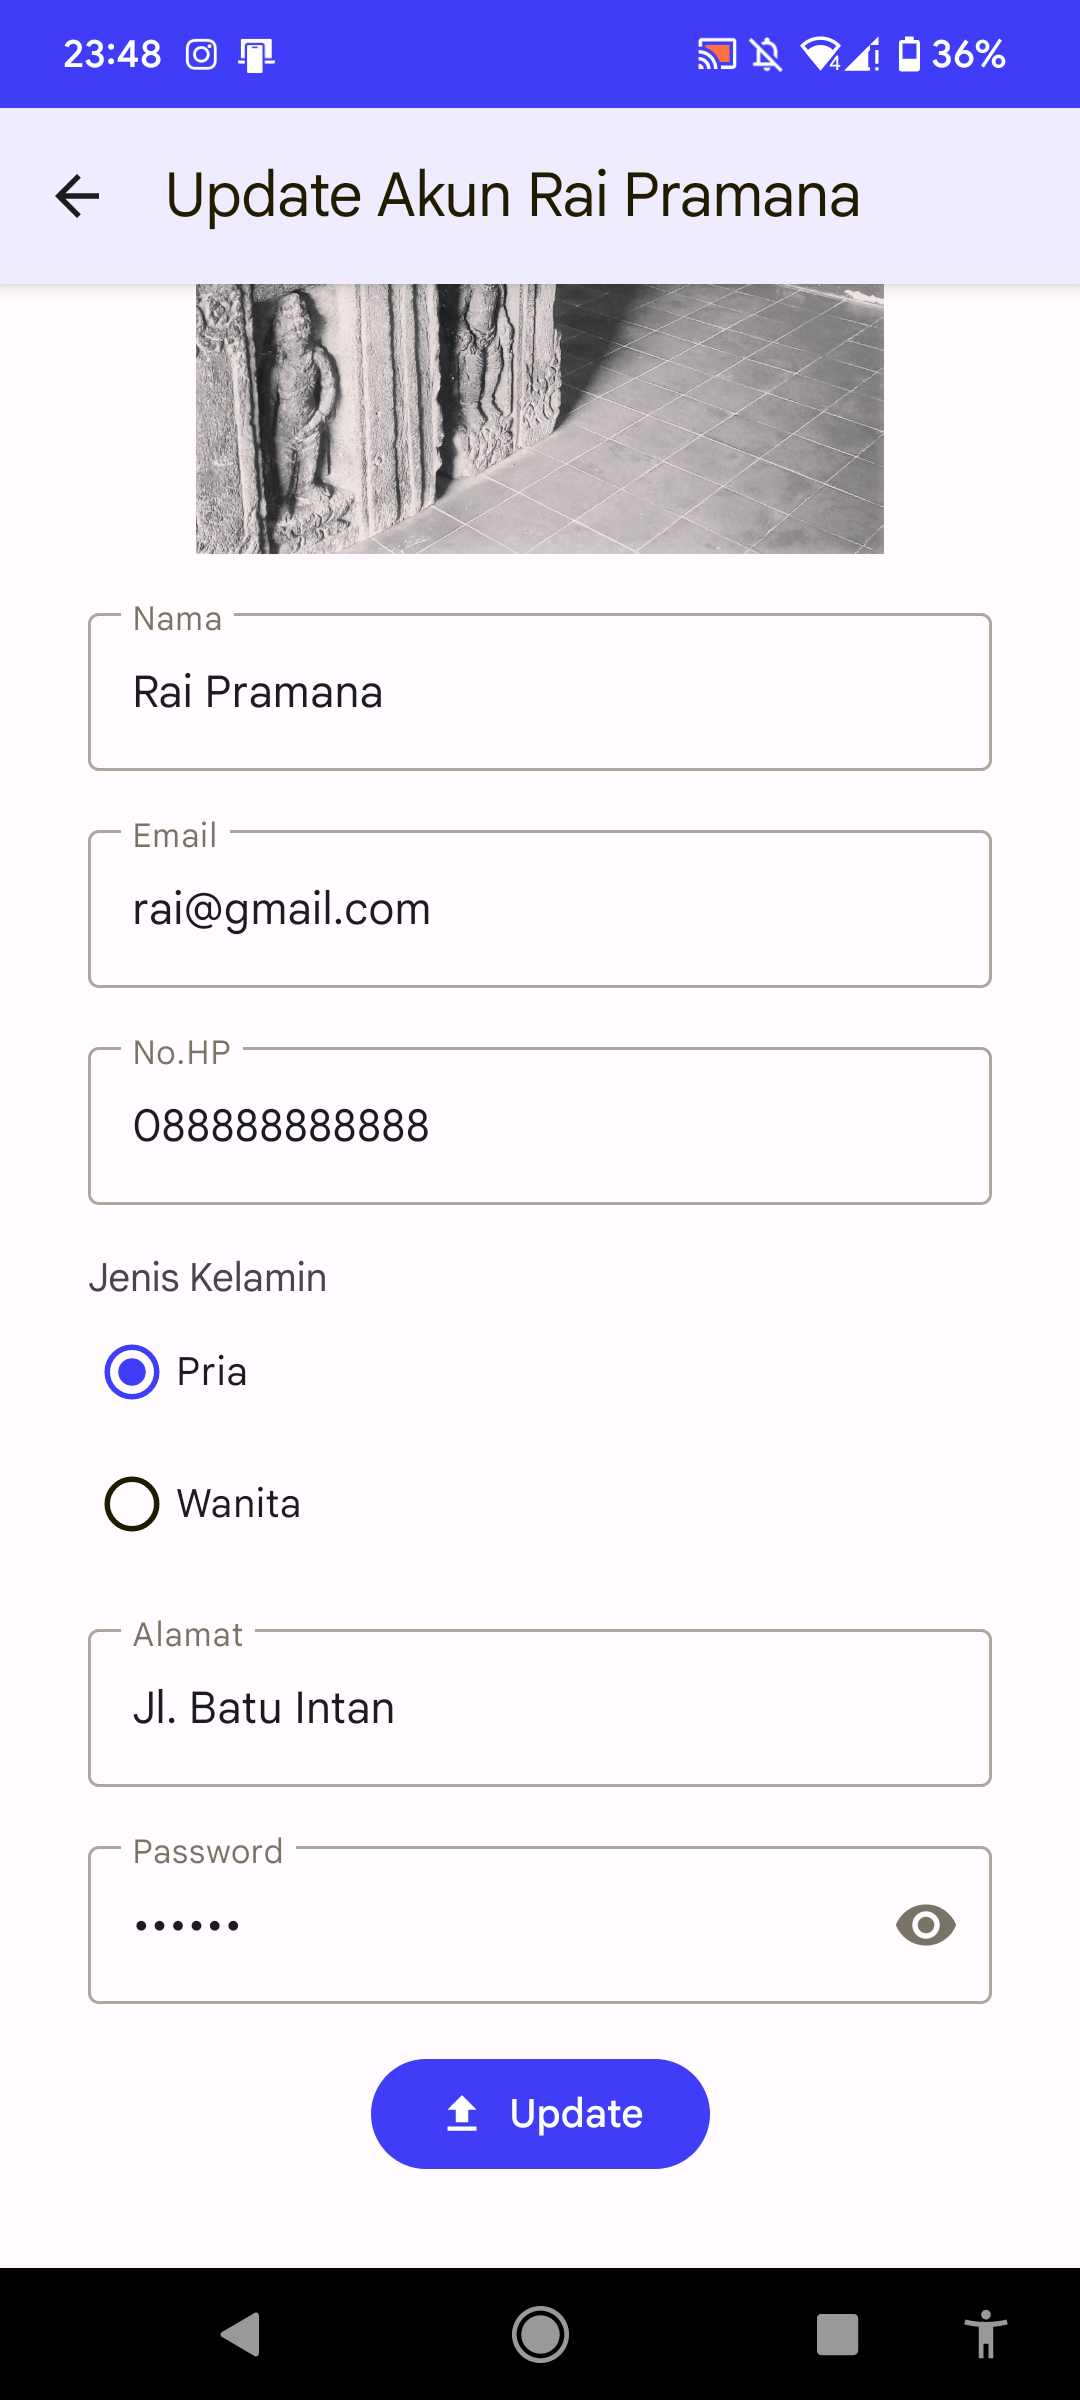 23:48
36%
Update Akun Rai Pramana
Nama
Rai Pramana
Email
rai@gmail.com
No.HP
088888888888
Jenis Kelamin
Pria
Wanita
Alamat
Jl. Batu Intan
Password
••••••
Update